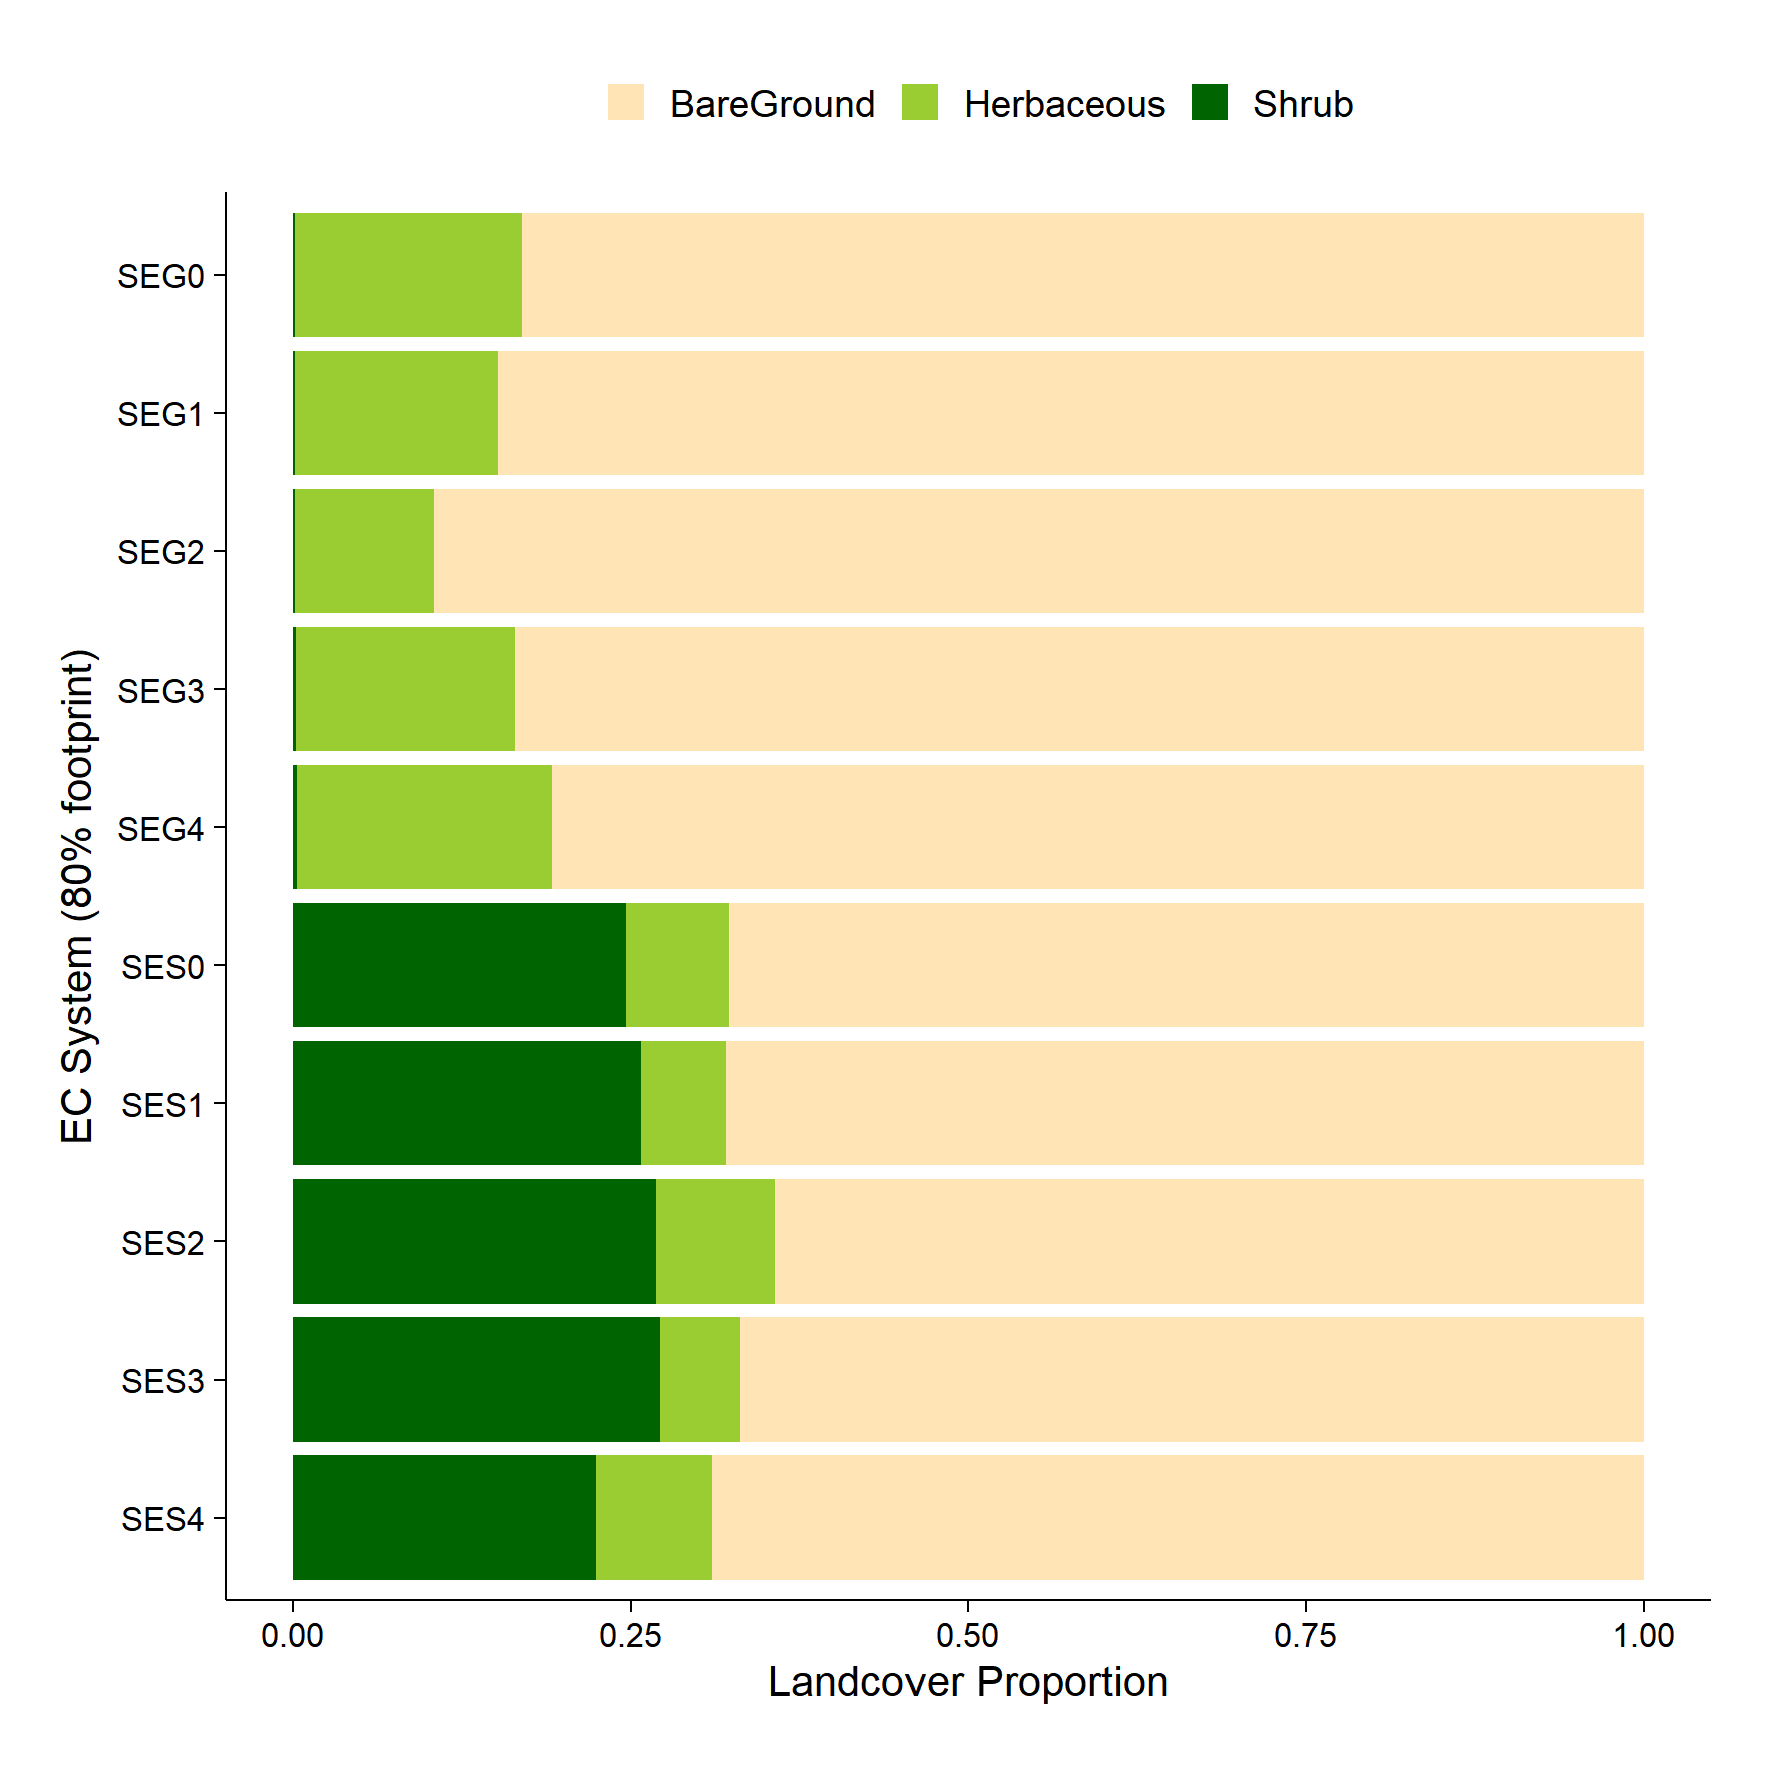 BareGround Herbaceous Shrub
EC System (80% footprint)
SEG0
SEG1
SEG2
SEG3
SEG4
SES0
SES1
SES2
SES3
SES4
0.00 0.25 0.50 0.75 1.00
Landcover Proportion